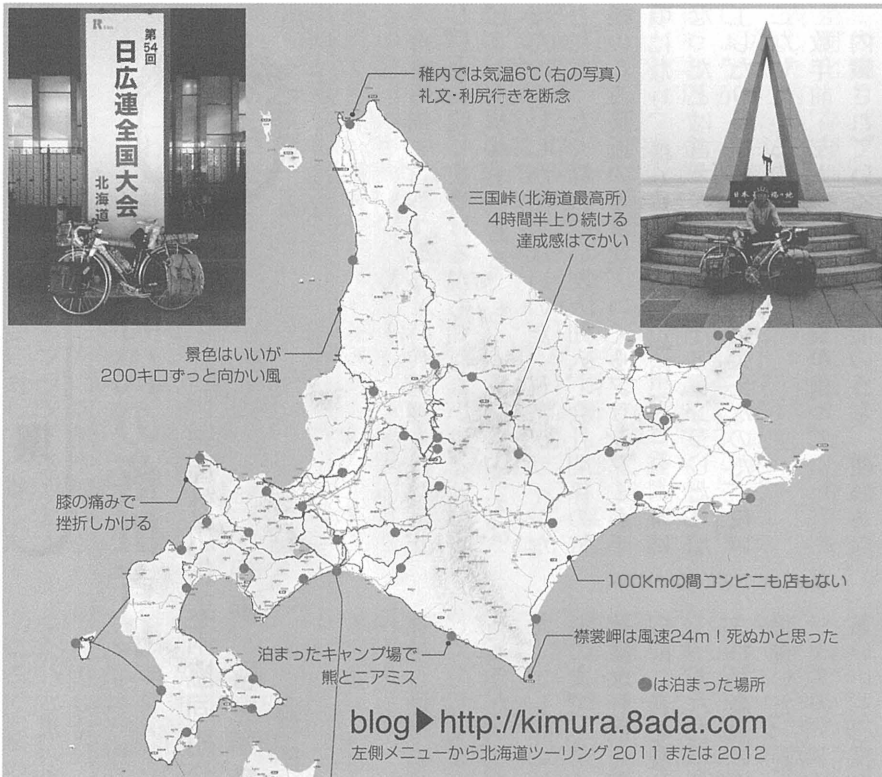 第54回
日広連全国大会
北海道
稚内では気温6℃(右の写真)
礼文・利尻行きを断念
三国峠(北海道最高所)
4時間半上り続ける
達成感はでかい
景色はいいが
200キロずっと向かい風
膝の痛みで
挫折しかける
100Kmの間コンビニも店もない
襟裳岬は風速24m!死ぬかと思った
泊まったキャンプ場で
熊とニアミス
●は泊まった場所
blog▶http://kimura.8ada.com
左側メニューから北海道ツーリング2011または2012